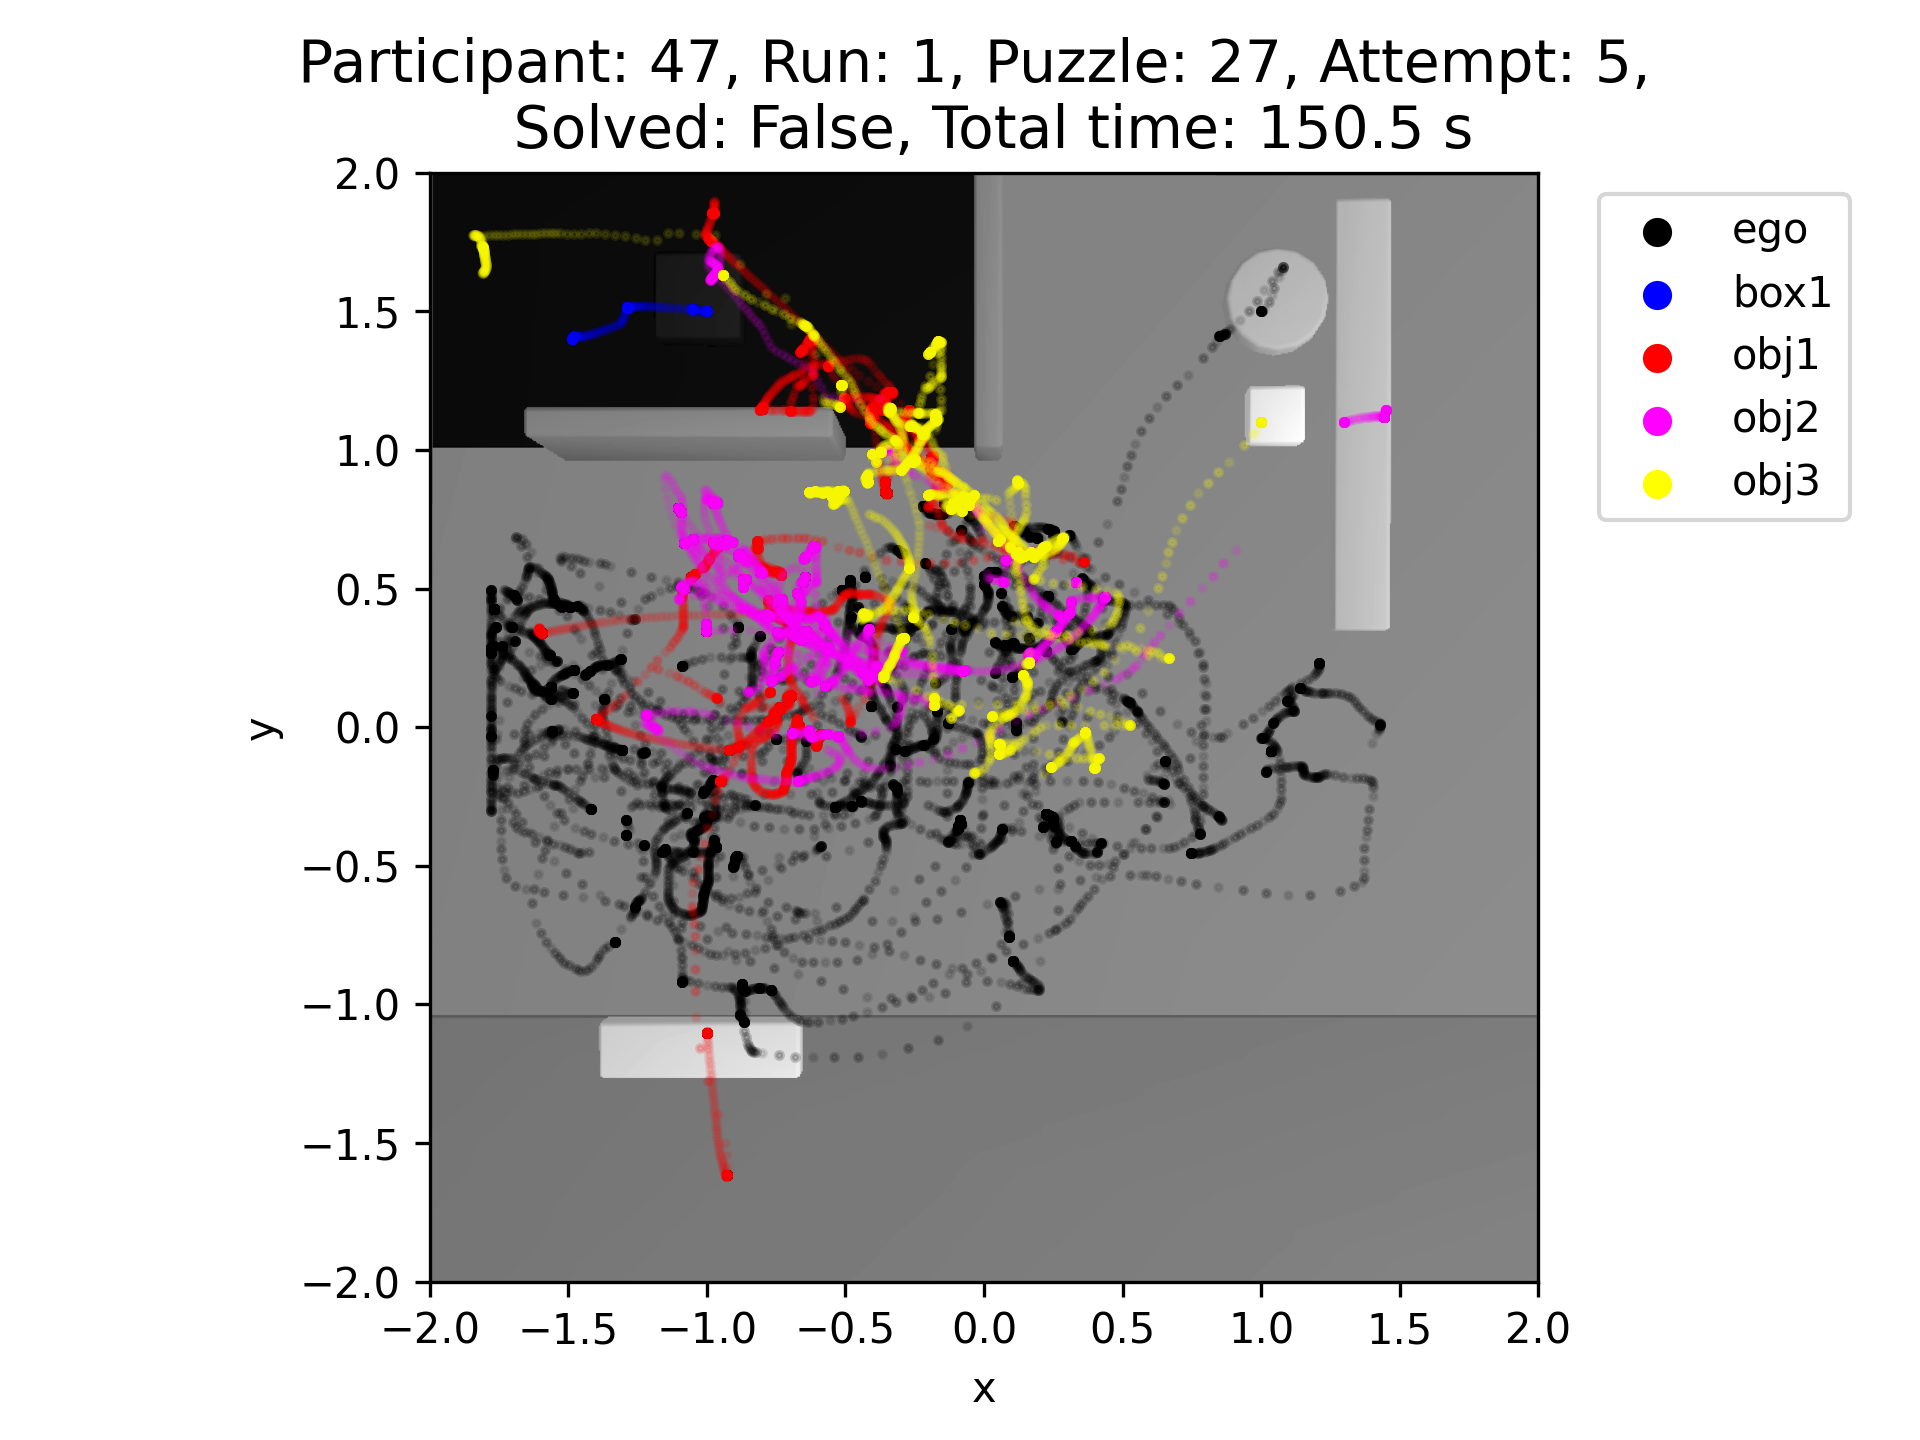 Participant: 47, Run: 1, Puzzle: 27, Attempt: 5,
Solved: False, Total time: 150.5 s
2.0
1.5
1.0
0.5
0.0
−0.5
−1.0
−1.5
−2.0
y
−2.0 −1.5 −1.0 −0.5 0.0 0.5 1.0 1.5 2.0
x
ego
box1
obj1
obj2
obj3